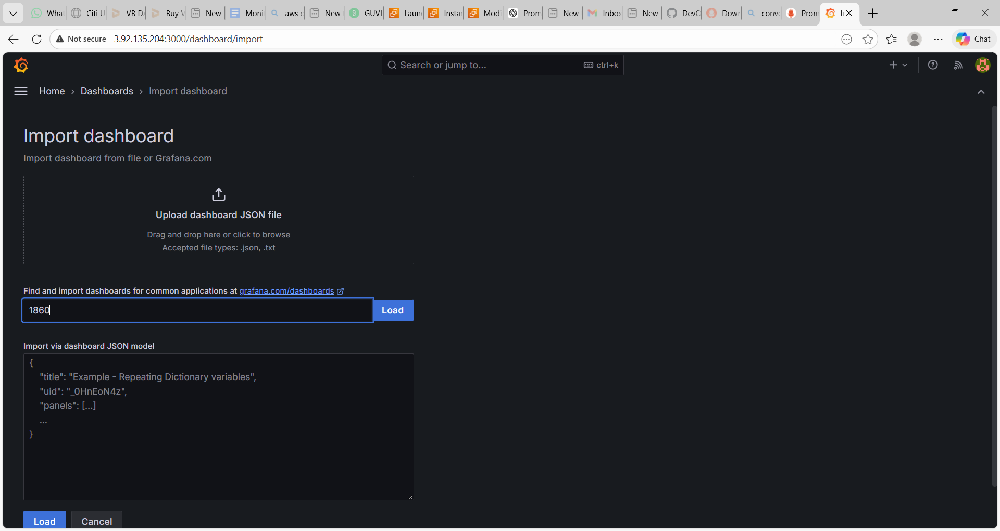 What
Citi U
VB D
Buy V
New
Moni
aws c
New
GUVI
Laun
Insta
Modi
Prom
New
Inbox
New
DevO
Down
conve
Prom
Not secure 3.92.135.204:3000/dashboard/import
Chat
Search or jump to...
ctrl+k
Home › Dashboards › Import dashboard
Import dashboard
Import dashboard from file or Grafana.com
Upload dashboard JSON file
Drag and drop here or click to browse
Accepted file types: .json, .txt
Find and import dashboards for common applications at grafana.com/dashboards
1860
Load
Import via dashboard JSON model
{
"title": "Example - Repeating Dictionary variables",
"uid": "_0HnEoN4z",
"panels": [...]
...
}
Load
Cancel